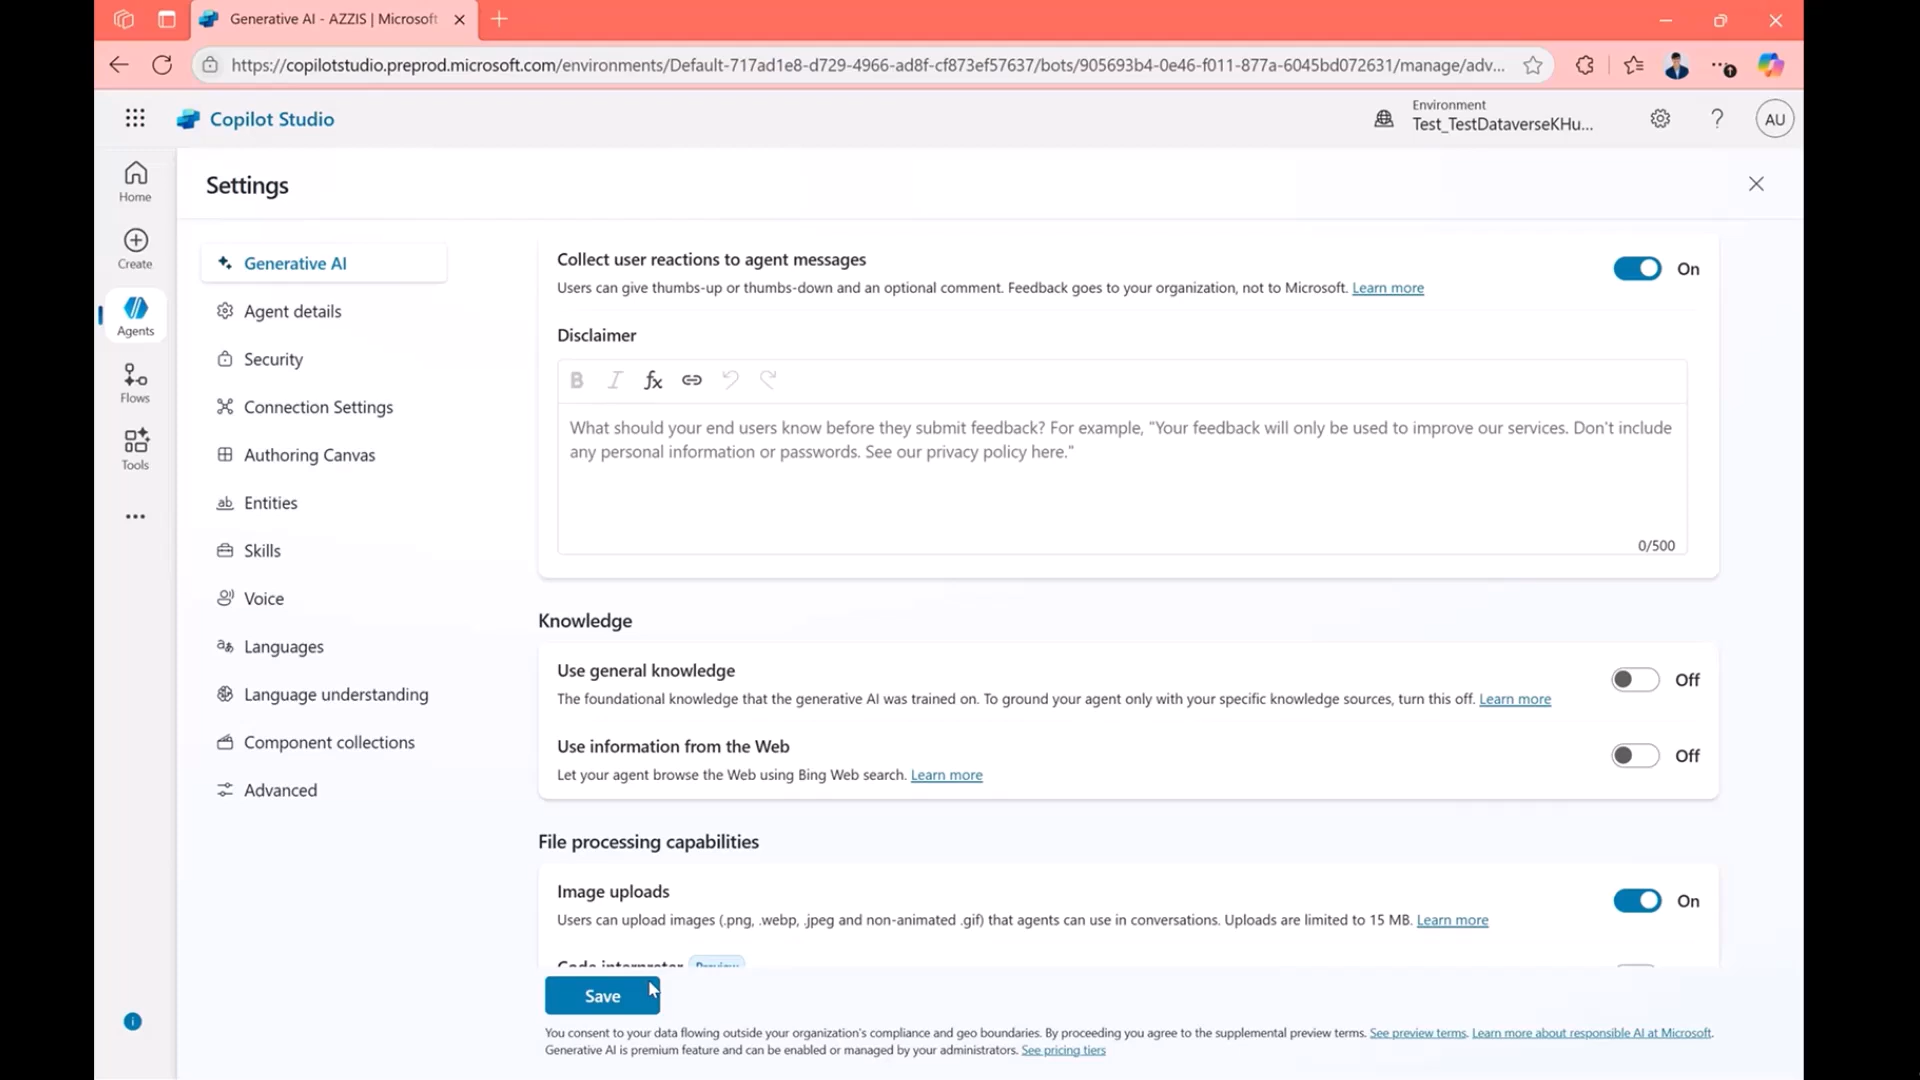 Generative AI - AZZIS | Microsoft
https://copilotstudio.preprod.microsoft.com/environments/Default-717ad1e8-d729-4966-ad8f-cf873ef57637/bots/905693b4-0e46-f011-877a-6045bd072631/manage/adv...
Copilot Studio
Environment
Test_TestDataverseKHu...
AU
Home
Create
Agents
Flows
Tools
Settings
Generative AI
Agent details
Security
Connection Settings
Authoring Canvas
Entities
Skills
Voice
Languages
Language understanding
Component collections
Advanced
Collect user reactions to agent messages
On
Users can give thumbs-up or thumbs-down and an optional comment. Feedback goes to your organization, not to Microsoft. Learn more
Disclaimer
What should your end users know before they submit feedback? For example, "Your feedback will only be used to improve our services. Don't include
any personal information or passwords. See our privacy policy here."
0/500
Knowledge
Use general knowledge
Off
The foundational knowledge that the generative AI was trained on. To ground your agent only with your specific knowledge sources, turn this off. Learn more
Use information from the Web
Off
Let your agent browse the Web using Bing Web search. Learn more
File processing capabilities
Image uploads
On
Users can upload images (.png, .webp, .jpeg and non-animated .gif) that agents can use in conversations. Uploads are limited to 15 MB. Learn more
Code interpreter Preview
Save
You consent to your data flowing outside your organization's compliance and geo boundaries. By proceeding you agree to the supplemental preview terms. See preview terms. Learn more about responsible AI at Microsoft.
Generative AI is premium feature and can be enabled or managed by your administrators. See pricing tiers